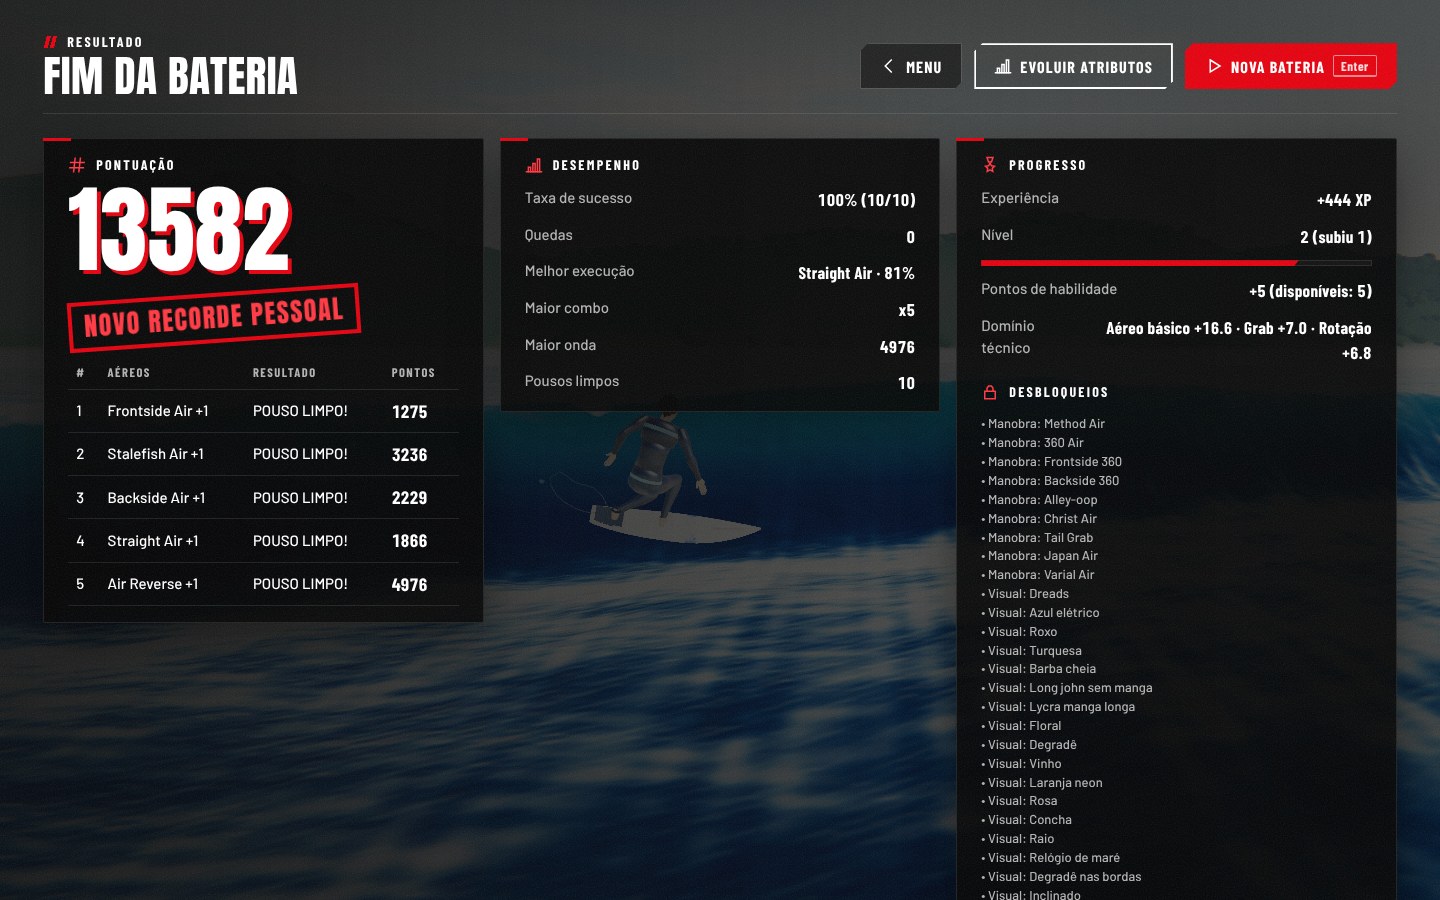 RESULTADO
FIM DA BATERIA
MENU
EVOLUIR ATRIBUTOS
NOVA BATERIA Enter
# PONTUAÇÃO
13582
NOVO RECORDE PESSOAL
# AÉREOS RESULTADO PONTOS
1 Frontside Air +1 POUSO LIMPO! 1275
2 Stalefish Air +1 POUSO LIMPO! 3236
3 Backside Air +1 POUSO LIMPO! 2229
4 Straight Air +1 POUSO LIMPO! 1866
5 Air Reverse +1 POUSO LIMPO! 4976
DESEMPENHO
Taxa de sucesso 100% (10/10)
Quedas 0
Melhor execução Straight Air · 81%
Maior combo x5
Maior onda 4976
Pousos limpos 10
PROGRESSO
Experiência +444 XP
Nível 2 (subiu 1)
Pontos de habilidade +5 (disponíveis: 5)
Domínio técnico Aéreo básico +16.6 · Grab +7.0 · Rotação
+6.8
DESBLOQUEIOS
• Manobra: Method Air
• Manobra: 360 Air
• Manobra: Frontside 360
• Manobra: Backside 360
• Manobra: Alley-oop
• Manobra: Christ Air
• Manobra: Tail Grab
• Manobra: Japan Air
• Manobra: Varial Air
• Visual: Dreads
• Visual: Azul elétrico
• Visual: Roxo
• Visual: Turquesa
• Visual: Barba cheia
• Visual: Long john sem manga
• Visual: Lycra manga longa
• Visual: Floral
• Visual: Degradê
• Visual: Vinho
• Visual: Laranja neon
• Visual: Rosa
• Visual: Concha
• Visual: Raio
• Visual: Relógio de maré
• Visual: Degradê nas bordas
• Visual: Inclinado